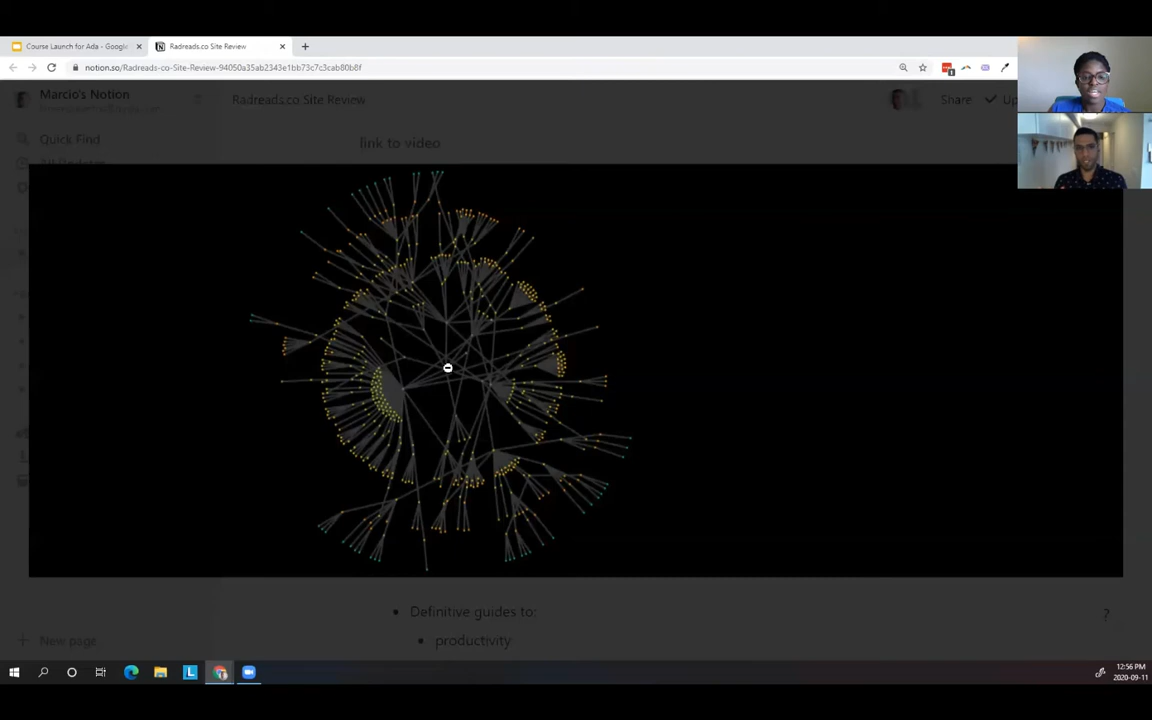 Course Launch for Ada - Google
Radreads.co Site Review
notion.so/Radreads-co-Site-Review-94050a35ab2343e1bb73c7c3cab80b8f
Marcio's Notion
Radreads.co Site Review
Share
Up
Quick Find
link to video
Definitive guides to:
productivity
?
New page
12:56 PM
2020-09-11